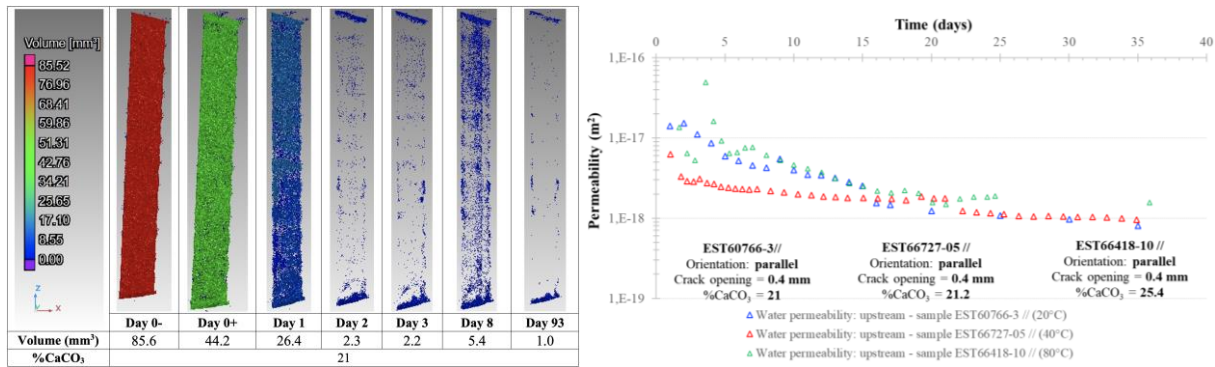 Volume [mm³]
85.52
76.96
68.41
59.86
51.31
42.76
34.21
25.65
17.10
8.55
0.00
Z
X
Day 0- Day 0+ Day 1 Day 2 Day 3 Day 8 Day 93
Volume (mm³) 85.6 44.2 26.4 2.3 2.2 5.4 1.0
%CaCO₃ 21
Time (days)
0 5 10 15 20 25 30 35 40
Permeability (m²)
1,E-16
1,E-17
1,E-18
1,E-19
EST60766-3//
Orientation: parallel
Crack opening = 0.4 mm
%CaCO₃ = 21
EST66727-05 //
Orientation: parallel
Crack opening = 0.4 mm
%CaCO₃ = 21.2
EST66418-10 //
Orientation: parallel
Crack opening = 0.4 mm
%CaCO₃ = 25.4
Water permeability: upstream - sample EST60766-3 // (20°C)
Water permeability: upstream - sample EST66727-05 // (40°C)
Water permeability: upstream - sample EST66418-10 // (80°C)